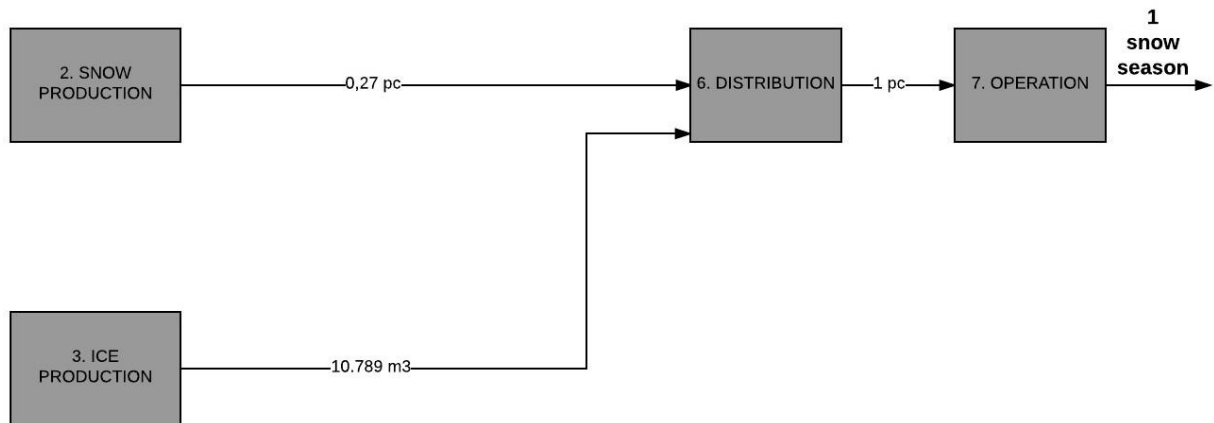 1
snow
season
2. SNOW
PRODUCTION
0,27 pc
6. DISTRIBUTION
1 pc
7. OPERATION
3. ICE
PRODUCTION
10.789 m3